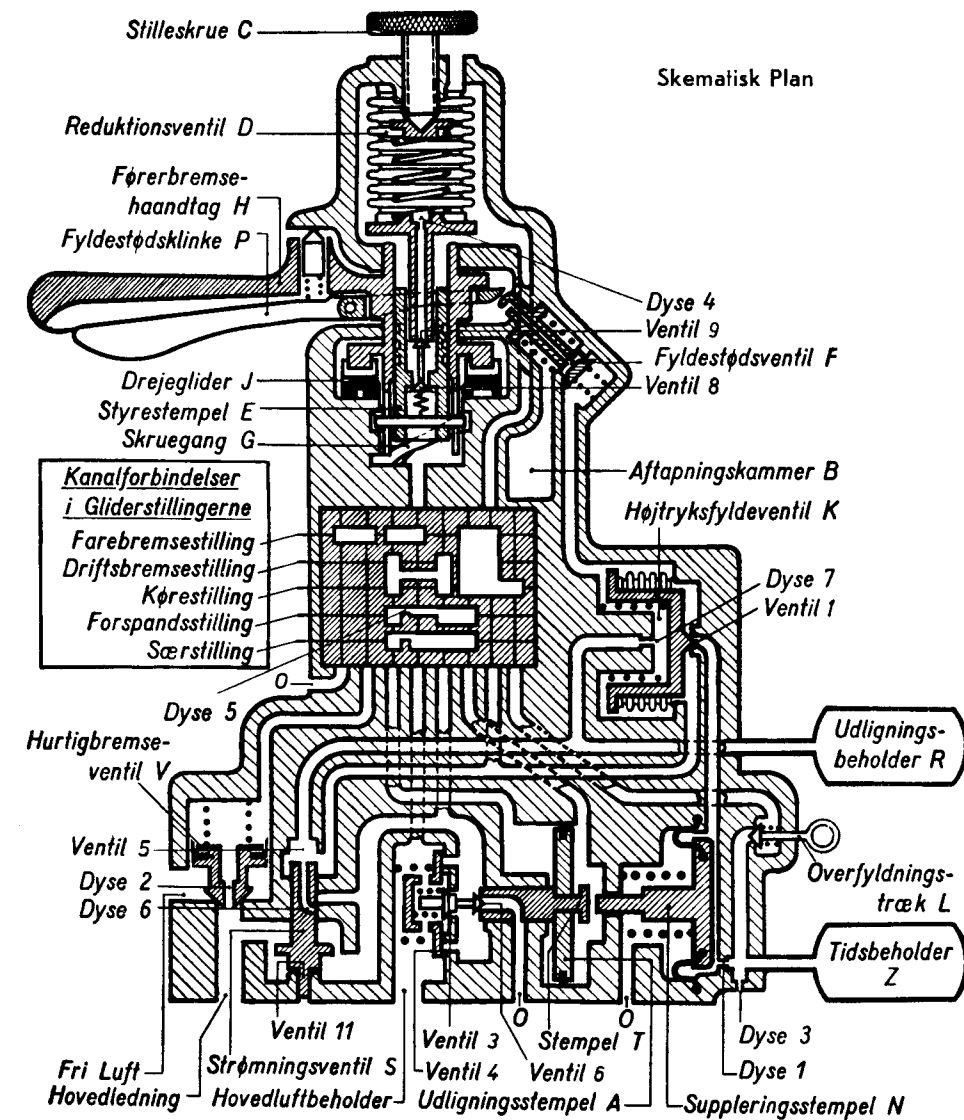 Stilleskrue C
Skematisk Plan
Reduktionsventil D
Førerbremse-
haandtag H
Fyldestødsklinke P
Dyse 4
Ventil 9
Fyldestødsventil F
Ventil 8
Drejeglider J
Styrestempel E
Skruegang G
Aftapningskammer B
Højtryksfyldeventil K
Kanalforbindelser
i Gliderstillingerne
Farebremsestilling
Driftsbremsestilling
Kørestilling
Forspandsstilling
Særstilling
Dyse 7
Ventil 1
O
Dyse 5
Hurtigbremse-
ventil V
Udlignings-
beholder R
Ventil 5
Dyse 2
Dyse 6
Overfyldnings-
træk L
Tidsbeholder
Z
O
O
Ventil 11
Ventil 3
Stempel T
Dyse 3
Fri Luft
Strømningsventil S
Ventil 4
Ventil 6
Dyse 1
Hovedledning
Hovedluftbeholder
Udligningsstempel A
Suppleringsstempel N